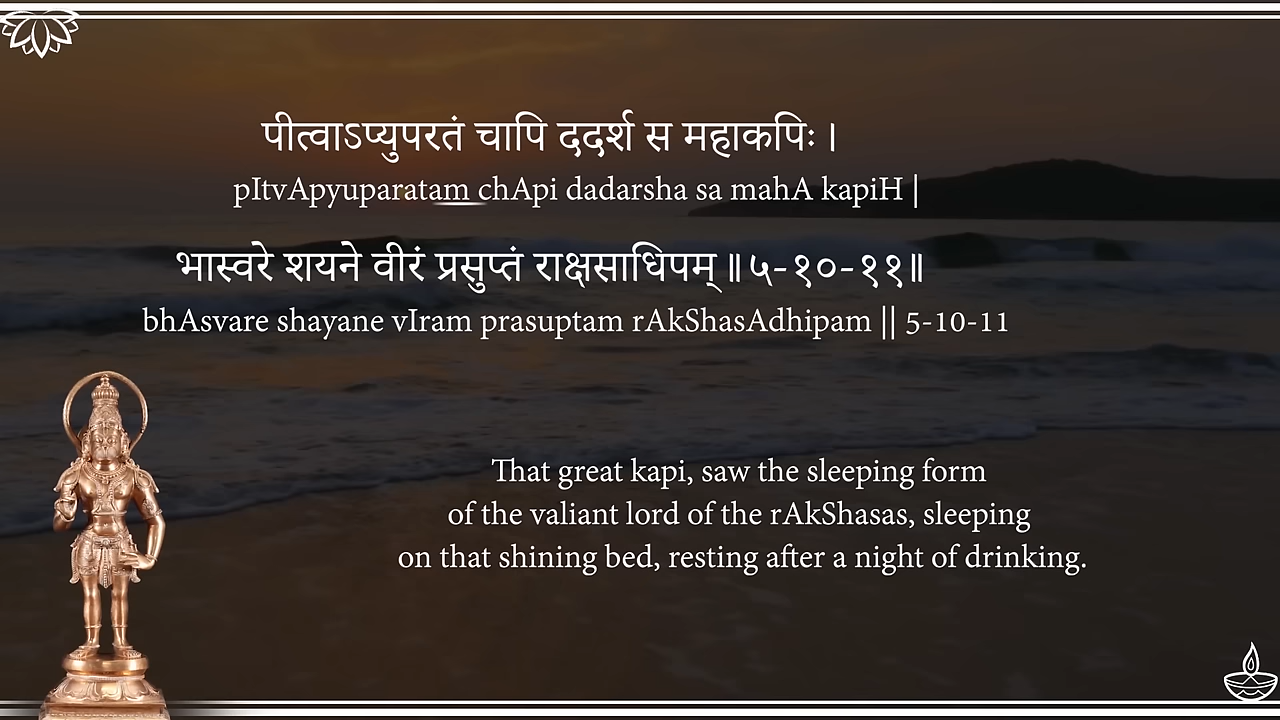 पीत्वाऽप्युपरतं चापि ददर्श स महाकपिः ।
pItvApyuparatam chApi dadarsha sa mahA kapiH |
भास्वरे शयने वीरं प्रसुप्तं राक्षसाधिपम् ॥५-१०-११॥
bhAsvare shayane vIram prasuptam rAkShasAdhipam || 5-10-11
That great kapi, saw the sleeping form
of the valiant lord of the rAkShasas, sleeping
on that shining bed, resting after a night of drinking.